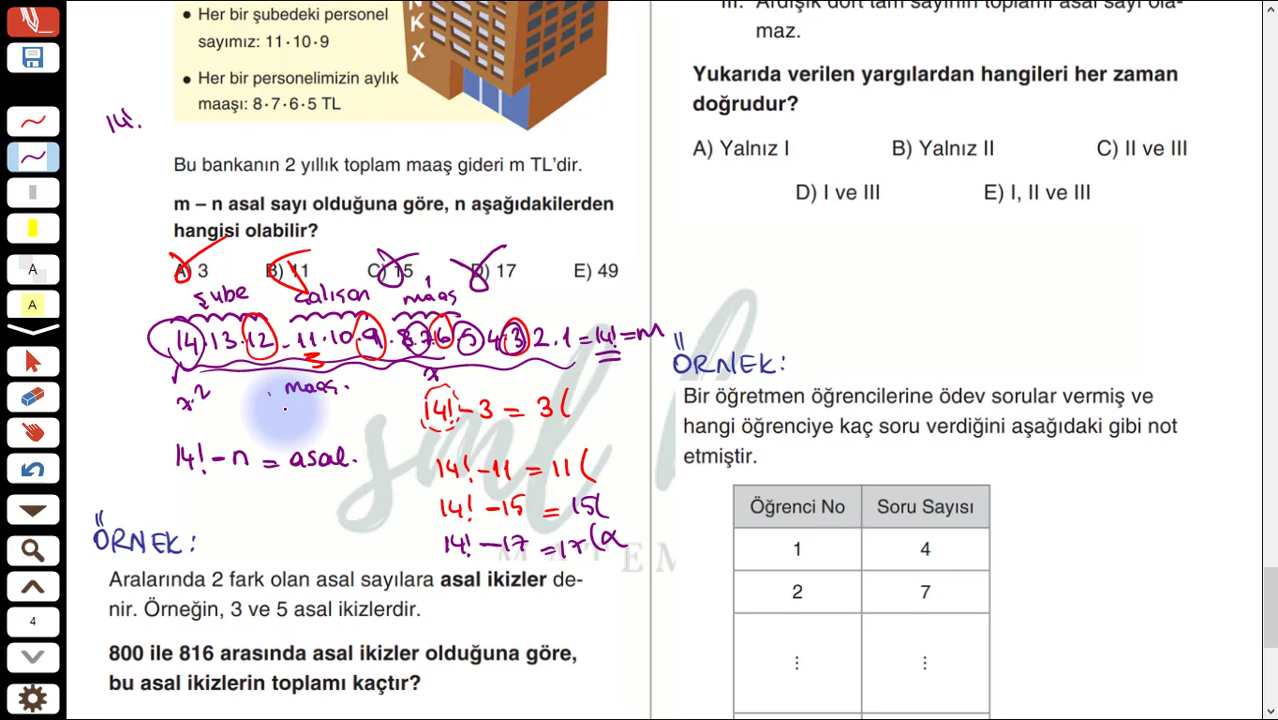 • Her bir şubedeki personel
sayımız: 11·10·9
• Her bir personelimizin aylık
maaşı: 8·7·6·5 TL
N
K
X
14!
Bu bankanın 2 yıllık toplam maaş gideri m TL'dir.
m – n asal sayı olduğuna göre, n aşağıdakilerden
hangisi olabilir?
A) 3 B) 11 C) 15 D) 17 E) 49
şube çalışan maaş
14·13·12·11·10·9·8·7·6·5·4·3·2·1 = 14! = m
7·2 maaş.
14! – 3 = 3(
14! – n = asal.
14! – 11 = 11(
14! – 15 = 15(
14! – 17 = 17(
ÖRNEK:
Aralarında 2 fark olan asal sayılara asal ikizler de-
nir. Örneğin, 3 ve 5 asal ikizlerdir.
800 ile 816 arasında asal ikizler olduğuna göre,
bu asal ikizlerin toplamı kaçtır?
III. Ardışık dört tam sayının toplamı asal sayı ola-
maz.
Yukarıda verilen yargılardan hangileri her zaman
doğrudur?
A) Yalnız I B) Yalnız II C) II ve III
D) I ve III E) I, II ve III
ÖRNEK:
Bir öğretmen öğrencilerine ödev sorular vermiş ve
hangi öğrenciye kaç soru verdiğini aşağıdaki gibi not
etmiştir.
Öğrenci No Soru Sayısı
1 4
2 7
⋮ ⋮
A
A
4